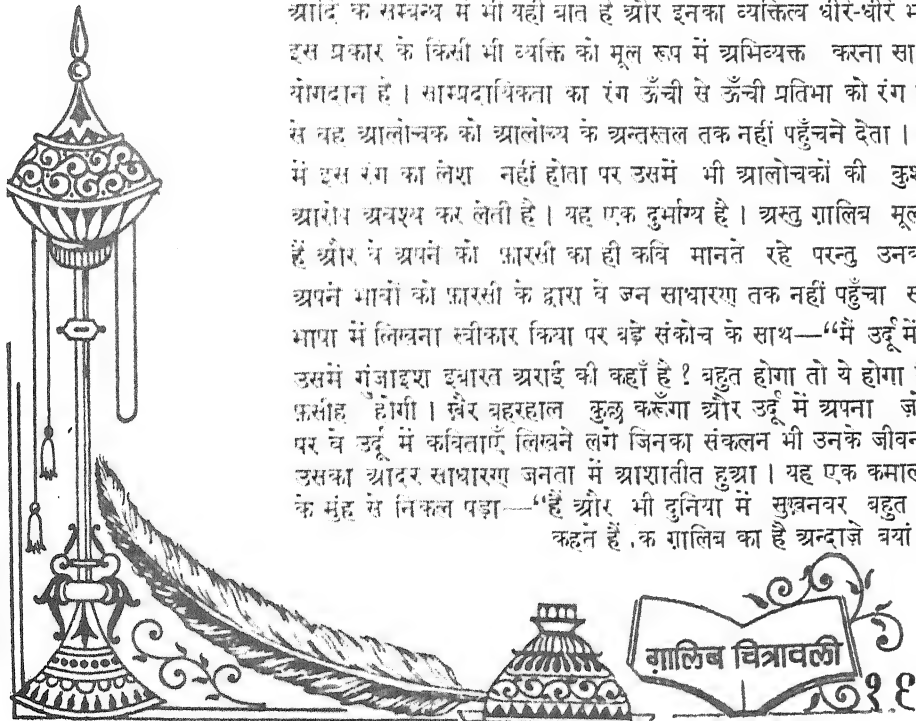 आदि के सम्बन्ध में भी यही बात है और इनका व्यक्तित्व धीरे-धीरे
इस प्रकार के किसी भी व्यक्ति को मूल रूप में अभिव्यक्त करना
योगदान है । साम्प्रदायिकता का रंग ऊँची से ऊँची प्रतिभा को रंग
से वह आलोचक को आलोच्य के अन्तस्तल तक नहीं पहुँचने देता ।
में इस रंग का लेश नहीं होता पर उसमें भी आलोचकों की
आरोप अवश्य कर लेती है । यह एक दुर्भाग्य है । अस्तु ग़ालिब
हैं और वे अपने को फ़ारसी का ही कवि मानते रहे परन्तु
अपने भावों को फ़ारसी के द्वारा वे जन साधारण तक नहीं पहुँचा
भाषा में लिखना स्वीकार किया पर बड़े संकोच के साथ—“मैं उर्दू में
उसमें गुंजाइश इबारत अराई की कहाँ है ? बहुत होगा तो ये होगा
फ़सीह होगी । ख़ैर बहरहाल कुछ करूँगा और उर्दू में अपना
पर वे उर्दू में कविताएँ लिखने लगे जिनका संकलन भी उनके
उसका आदर साधारण जनता में आशातीत हुआ । यह एक
के मुंह से निकल पड़ा—“हैं और भी दुनिया में सुख़नवर बहुत
कहते हैं .क ग़ालिब का है अन्दाज़े बयां
ग़ालिब चित्रावली
१९